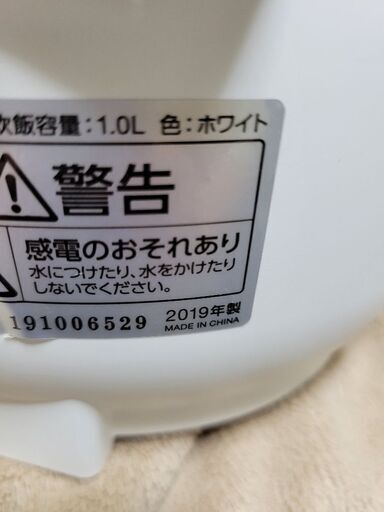 炊飯容量:1.0L 色:ホワイト
警告
感電のおそれあり
水につけたり、水をかけたり
しないでください。
191006529 2019年製
MADE IN CHINA